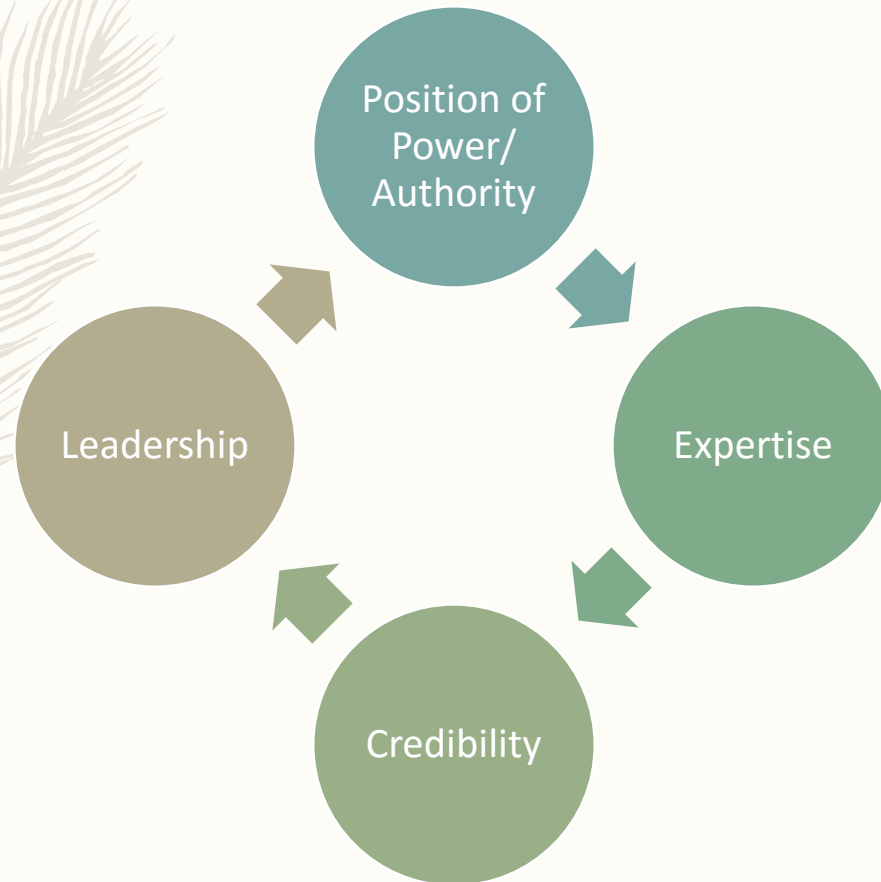 Position of
Power/
Authority
Expertise
Credibility
Leadership